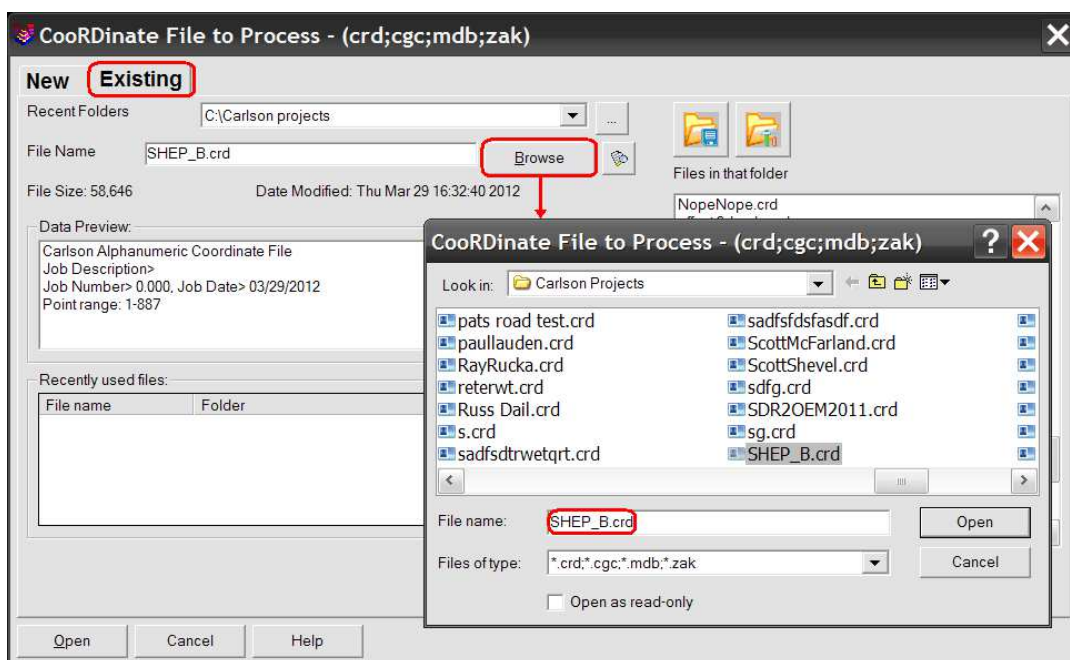 CooRDinate File to Process - (crd;cgc;mdb;zak)
New Existing
Recent Folders C:\Carlson projects ...
File Name SHEP_B.crd Browse
File Size: 58,646 Date Modified: Thu Mar 29 16:32:40 2012
Files in that folder
NopeNope.crd
Data Preview:
Carlson Alphanumeric Coordinate File
Job Description>
Job Number> 0.000, Job Date> 03/29/2012
Point range: 1-887
Recently used files:
File name Folder
Open Cancel Help
CooRDinate File to Process - (crd;cgc;mdb;zak) ?
Look in: Carlson Projects
pats road test.crd sadfsfdsfasdf.crd
paullauden.crd ScottMcFarland.crd
RayRucka.crd ScottShevel.crd
reterwt.crd sdfg.crd
Russ Dail.crd SDR2OEM2011.crd
s.crd sg.crd
sadfsdtrwetqrt.crd SHEP_B.crd
File name: SHEP_B.crd Open
Files of type: *.crd;*.cgc;*.mdb;*.zak Cancel
Open as read-only